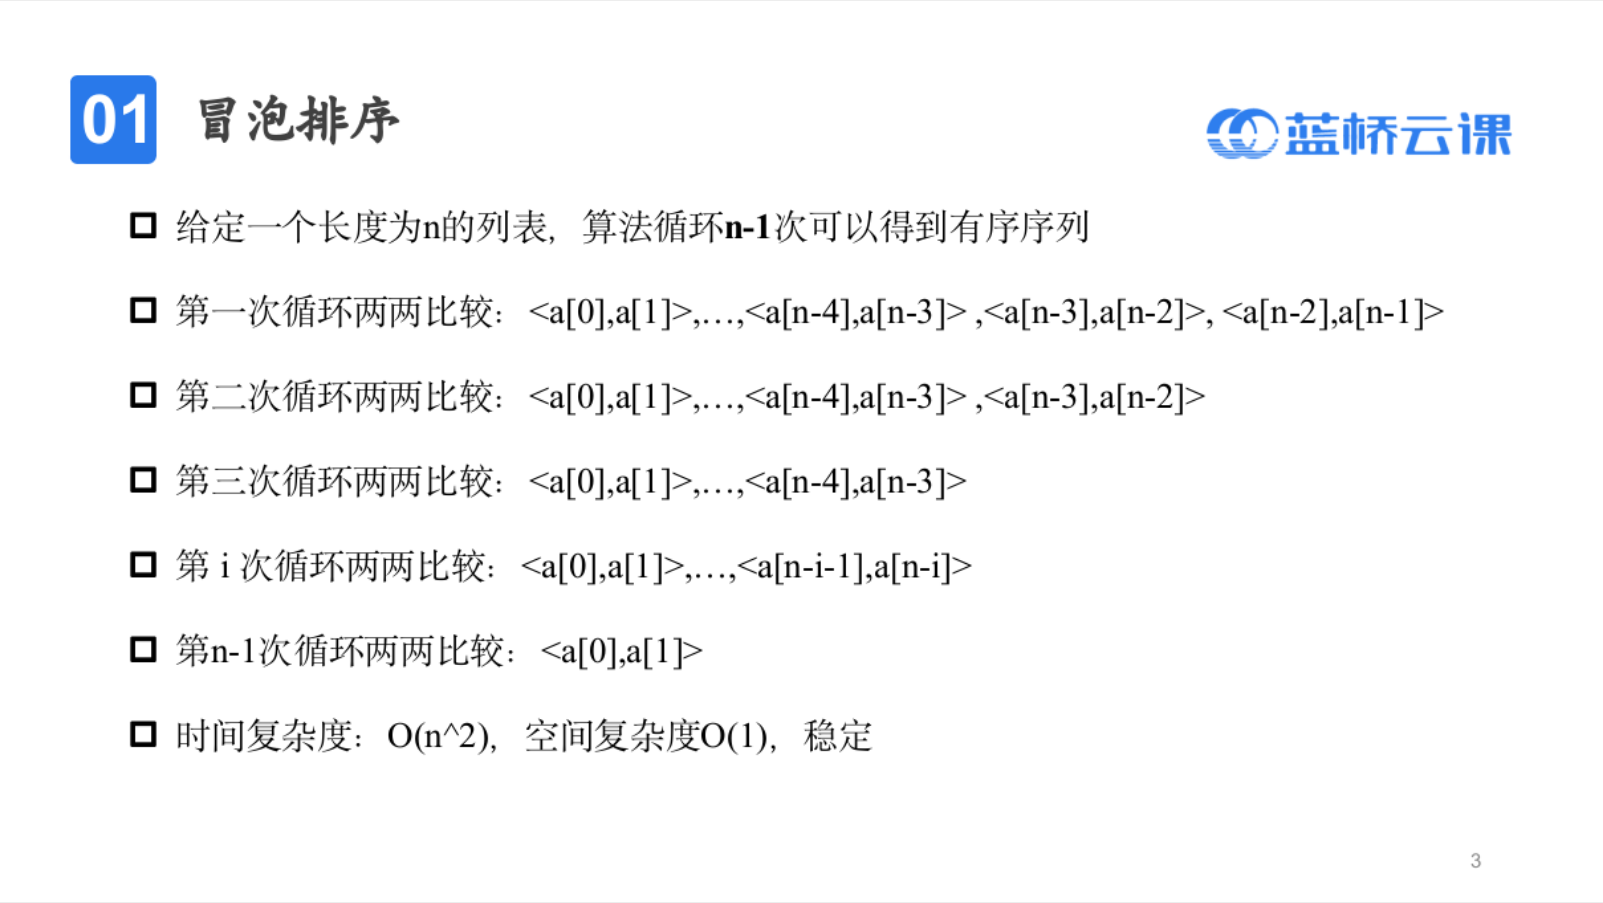 01 冒泡排序
蓝桥云课
给定一个长度为n的列表，算法循环n-1次可以得到有序序列
第一次循环两两比较：<a[0],a[1]>,…,<a[n-4],a[n-3]> ,<a[n-3],a[n-2]>, <a[n-2],a[n-1]>
第二次循环两两比较：<a[0],a[1]>,…,<a[n-4],a[n-3]> ,<a[n-3],a[n-2]>
第三次循环两两比较：<a[0],a[1]>,…,<a[n-4],a[n-3]>
第 i 次循环两两比较：<a[0],a[1]>,…,<a[n-i-1],a[n-i]>
第n-1次循环两两比较：<a[0],a[1]>
时间复杂度：O(n^2)，空间复杂度O(1)，稳定
3